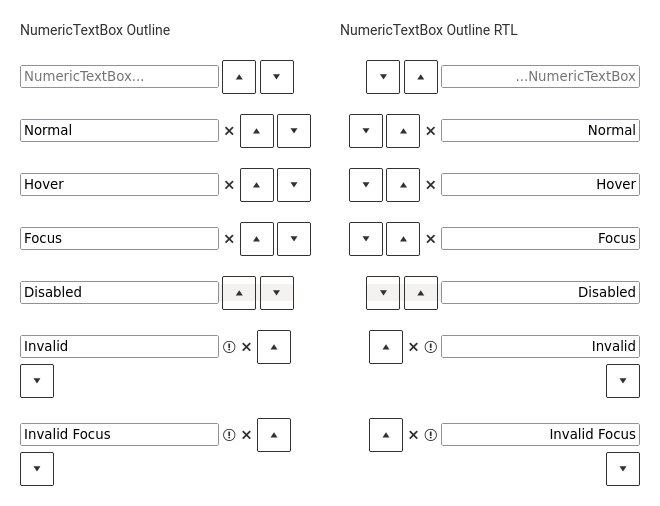 NumericTextBox Outline
NumericTextBox...
Normal
Hover
Focus
Disabled
Invalid
Invalid Focus
NumericTextBox Outline RTL
...NumericTextBox
Normal
Hover
Focus
Disabled
Invalid
Invalid Focus